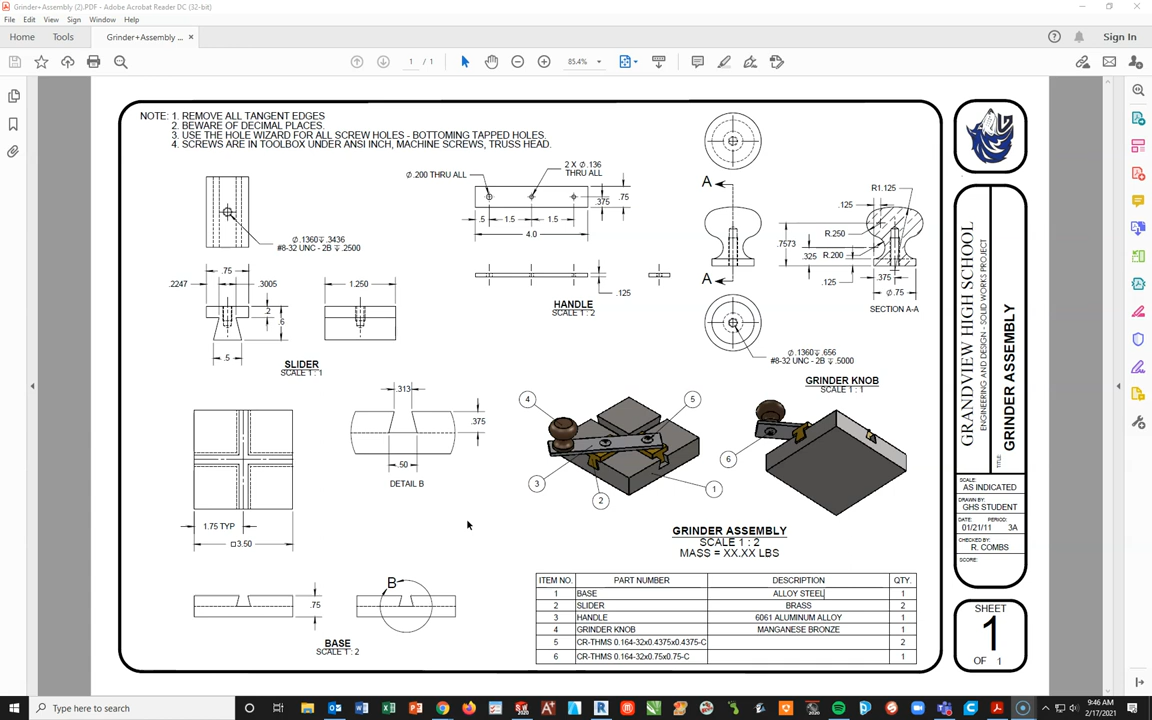 Grinder+Assembly (2).PDF - Adobe Acrobat Reader DC (32-bit)
File Edit View Sign Window Help
Home Tools Grinder+Assembly ... × Sign In
1 / 1 85.4%
NOTE: 1. REMOVE ALL TANGENT EDGES
2. BEWARE OF DECIMAL PLACES.
3. USE THE HOLE WIZARD FOR ALL SCREW HOLES - BOTTOMING TAPPED HOLES.
4. SCREWS ARE IN TOOLBOX UNDER ANSI INCH, MACHINE SCREWS, TRUSS HEAD.
Ø.1360↧.3436
#8-32 UNC - 2B ↧.2500
.75
.2247 .3005
.2
.6
.5
1.250
SLIDER
SCALE 1 : 1
Ø.200 THRU ALL
2 X Ø.136
THRU ALL
.75
.375
.5 1.5 1.5
4.0
.125
HANDLE
SCALE 1 : 2
A
A
R1.125
.125
R.250
.7573
.325
R.200
.125
.375
Ø.75
SECTION A-A
Ø.1360↧.656
#8-32 UNC - 2B ↧.5000
GRINDER KNOB
SCALE 1 : 1
1.75 TYP
□3.50
.313
.375
.50
DETAIL B
.75
B
BASE
SCALE 1 : 2
4
5
3
2
1
6
GRINDER ASSEMBLY
SCALE 1 : 2
MASS = XX.XX LBS
ITEM NO. PART NUMBER DESCRIPTION QTY.
1 BASE ALLOY STEEL 1
2 SLIDER BRASS 2
3 HANDLE 6061 ALUMINUM ALLOY 1
4 GRINDER KNOB MANGANESE BRONZE 1
5 CR-THMS 0.164-32x0.4375x0.4375-C 2
6 CR-THMS 0.164-32x0.75x0.75-C 1
GRANDVIEW HIGH SCHOOL
ENGINEERING AND DESIGN - SOLID WORKS PROJECT
TITLE:
GRINDER ASSEMBLY
SCALE:
AS INDICATED
DRAWN BY:
GHS STUDENT
DATE: PERIOD:
01/21/11 3A
CHECKED BY:
R. COMBS
SCORE:
SHEET
1
OF 1
Type here to search
9:46 AM
2/17/2021